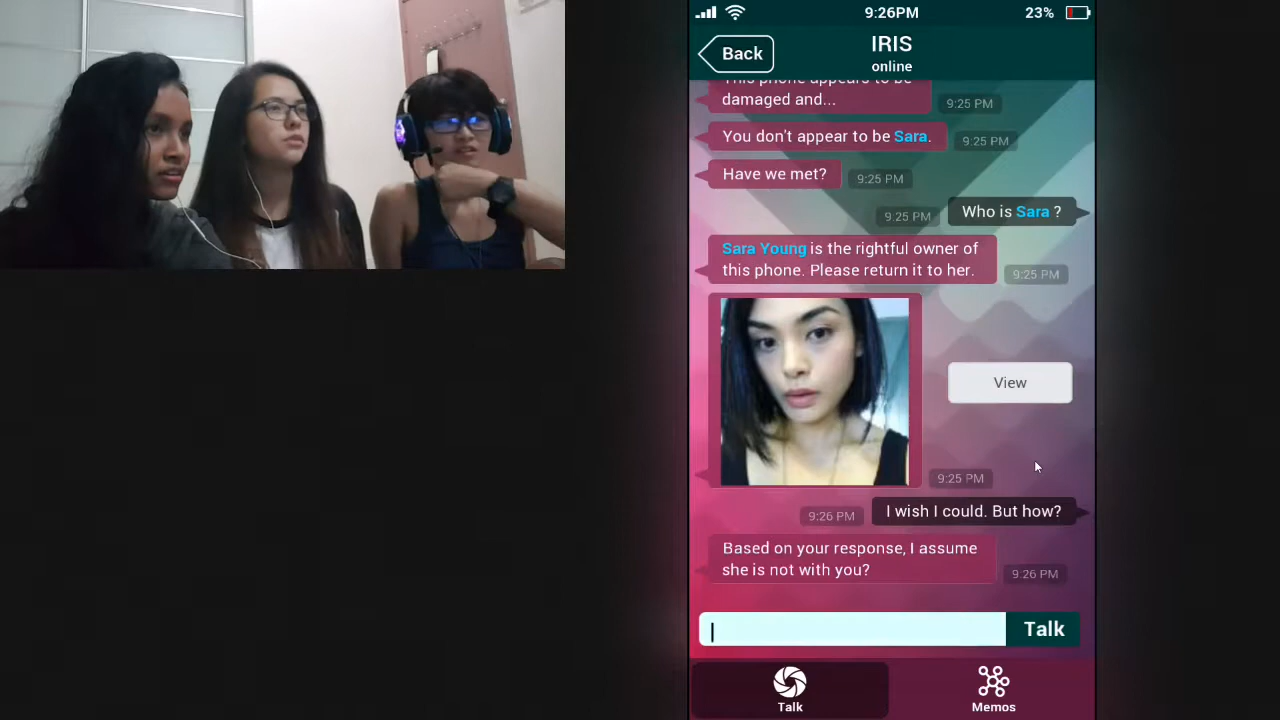 9:26PM
23%
Back
IRIS
online
This phone appears to be
damaged and...
9:25 PM
You don't appear to be Sara.
9:25 PM
Have we met?
9:25 PM
Who is Sara ?
9:25 PM
Sara Young is the rightful owner of
this phone. Please return it to her.
9:25 PM
View
9:25 PM
I wish I could. But how?
9:26 PM
Based on your response, I assume
she is not with you?
9:26 PM
Talk
Talk
Memos